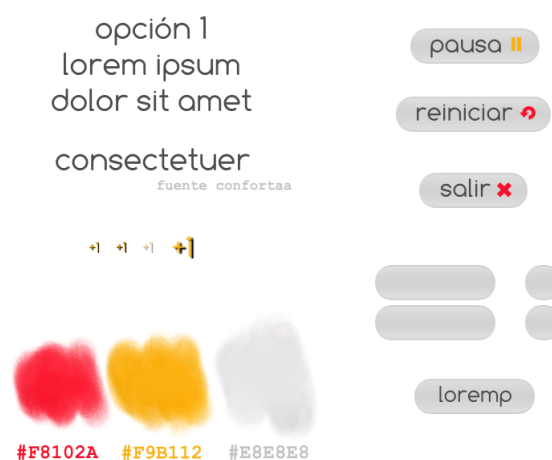 opción 1
lorem ipsum
dolor sit amet
consectetuer
fuente confortaa
+1 +1 +1 +1
#F8102A #F9B112 #E8E8E8
pausa
reiniciar
salir
loremp